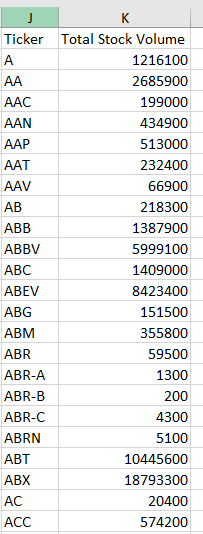 J K
Ticker Total Stock Volume
A 1216100
AA 2685900
AAC 199000
AAN 434900
AAP 513000
AAT 232400
AAV 66900
AB 218300
ABB 1387900
ABBV 5999100
ABC 1409000
ABEV 8423400
ABG 151500
ABM 355800
ABR 59500
ABR-A 1300
ABR-B 200
ABR-C 4300
ABRN 5100
ABT 10445600
ABX 18793300
AC 20400
ACC 574200